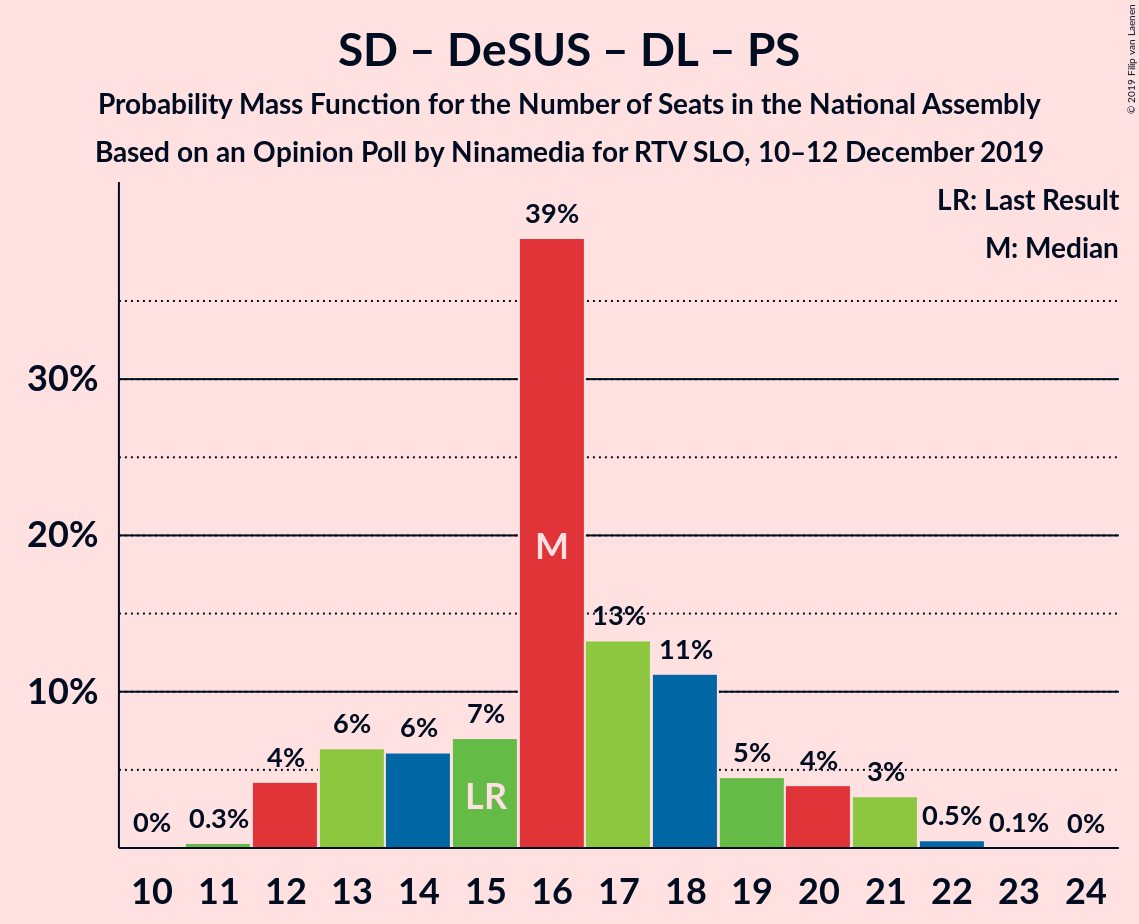 SD – DeSUS – DL – PS
Probability Mass Function for the Number of Seats in the National Assembly
Based on an Opinion Poll by Ninamedia for RTV SLO, 10–12 December 2019
© 2019 Filip van Laenen
LR: Last Result
M: Median
39%
30%
20%
M
13%
11%
10%
7%
6%
6%
5%
4%
4%
3%
LR
0%
0.3%
0.5%
0.1%
0%
10 11 12 13 14 15 16 17 18 19 20 21 22 23 24